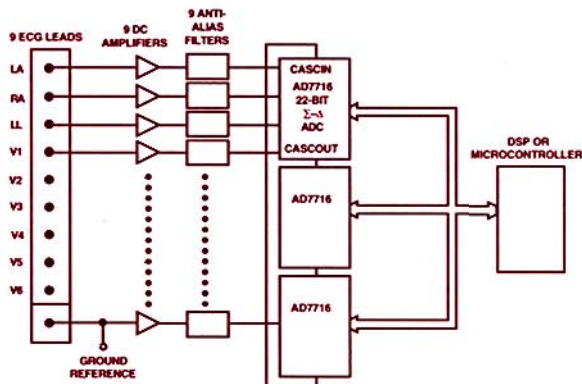 9 ECG LEADS
9 DC
AMPLIFIERS
9 ANTI-
ALIAS
FILTERS
LA
RA
LL
V1
V2
V3
V4
V5
V6
GROUND
REFERENCE
CASCIN
AD7716
22-BIT
Σ-Δ
ADC
CASCOUT
AD7716
AD7716
DSP OR
MICROCONTROLLER